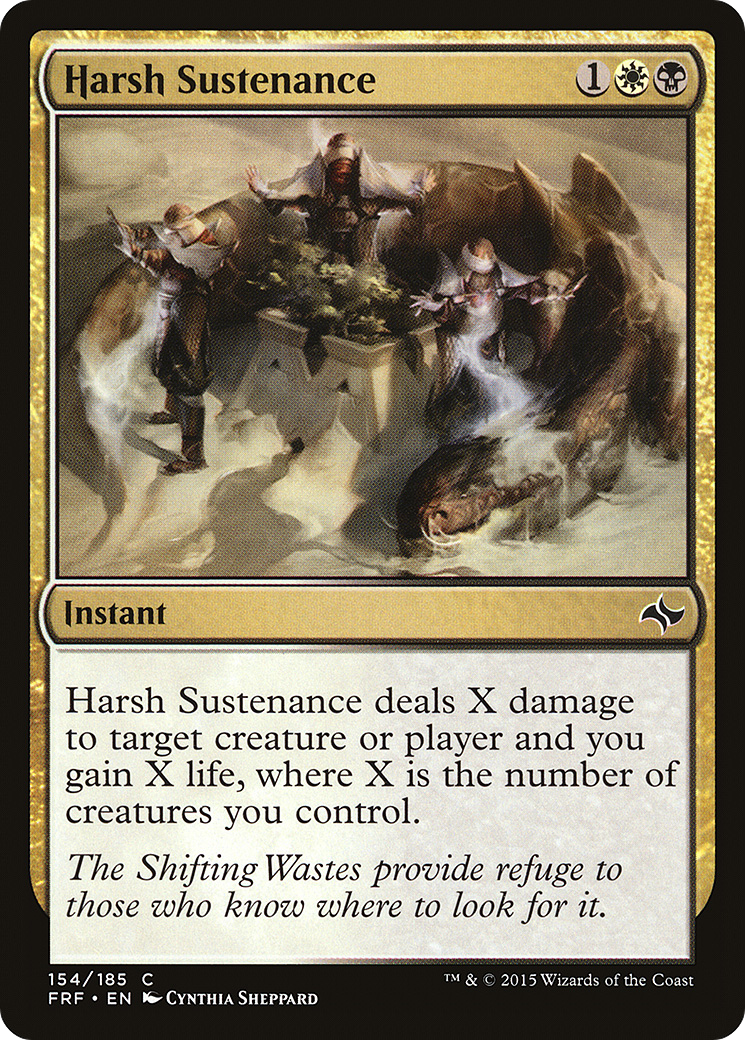 Harsh Sustenance 1
Instant
Harsh Sustenance deals X damage
to target creature or player and you
gain X life, where X is the number of
creatures you control.
The Shifting Wastes provide refuge to
those who know where to look for it.
154/185 C
FRF • EN Cynthia Sheppard
™ & © 2015 Wizards of the Coast